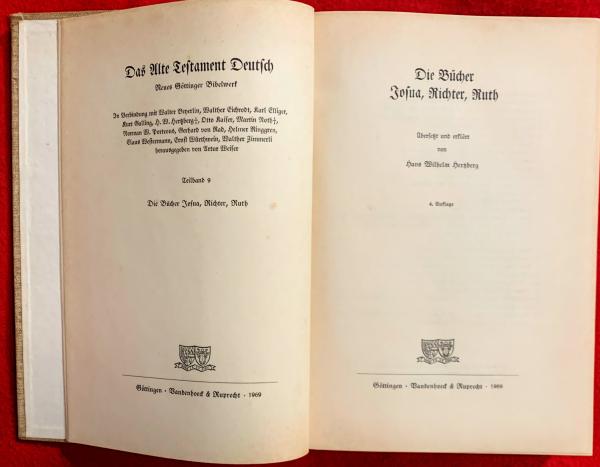 Das Alte Testament Deutsch
Neues Göttinger Bibelwerk
In Verbindung mit Walter Beyerlin, Walther Eichrodt, Karl Elliger,
Kurt Galling, H. W. Hertzberg†, Otto Kaiser, Martin Noth†,
Norman W. Porteous, Gerhard von Rad, Helmer Ringgren,
Claus Westermann, Ernst Würthwein, Walther Zimmerli
herausgegeben von Artur Weiser
Teilband 9
Die Bücher Josua, Richter, Ruth
Göttingen · Vandenhoeck & Ruprecht · 1969
Die Bücher
Josua, Richter, Ruth
Übersetzt und erklärt
von
Hans Wilhelm Hertzberg
4. Auflage
Göttingen · Vandenhoeck & Ruprecht · 1969